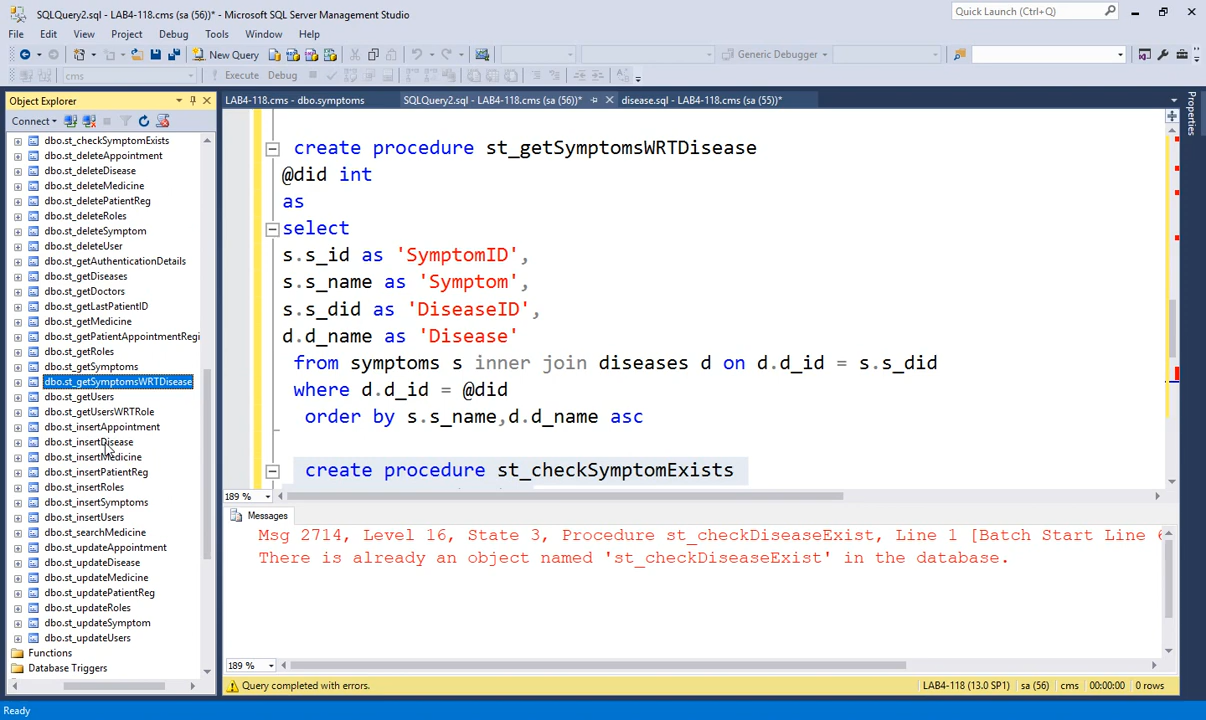 SQLQuery2.sql - LAB4-118.cms (sa (56))* - Microsoft SQL Server Management Studio
Quick Launch (Ctrl+Q)
File Edit View Project Debug Tools Window Help
New Query
Generic Debugger
cms
Execute Debug
Object Explorer
LAB4-118.cms - dbo.symptoms
SQLQuery2.sql - LAB4-118.cms (sa (56))*
disease.sql - LAB4-118.cms (sa (55))*
Properties
Connect
dbo.st_checkSymptomExists
dbo.st_deleteAppointment
dbo.st_deleteDisease
dbo.st_deleteMedicine
dbo.st_deletePatientReg
dbo.st_deleteRoles
dbo.st_deleteSymptom
dbo.st_deleteUser
dbo.st_getAuthenticationDetails
dbo.st_getDiseases
dbo.st_getDoctors
dbo.st_getLastPatientID
dbo.st_getMedicine
dbo.st_getPatientAppointmentRegi
dbo.st_getRoles
dbo.st_getSymptoms
dbo.st_getSymptomsWRTDisease
dbo.st_getUsers
dbo.st_getUsersWRTRole
dbo.st_insertAppointment
dbo.st_insertDisease
dbo.st_insertMedicine
dbo.st_insertPatientReg
dbo.st_insertRoles
dbo.st_insertSymptoms
dbo.st_insertUsers
dbo.st_searchMedicine
dbo.st_updateAppointment
dbo.st_updateDisease
dbo.st_updateMedicine
dbo.st_updatePatientReg
dbo.st_updateRoles
dbo.st_updateSymptom
dbo.st_updateUsers
Functions
Database Triggers
create procedure st_getSymptomsWRTDisease
@did int
as
select
s.s_id as 'SymptomID',
s.s_name as 'Symptom',
s.s_did as 'DiseaseID',
d.d_name as 'Disease'
from symptoms s inner join diseases d on d.d_id = s.s_did
where d.d_id = @did
order by s.s_name,d.d_name asc
create procedure st_checkSymptomExists
189 %
Messages
Msg 2714, Level 16, State 3, Procedure st_checkDiseaseExist, Line 1 [Batch Start Line 6
There is already an object named 'st_checkDiseaseExist' in the database.
189 %
Query completed with errors.
LAB4-118 (13.0 SP1) sa (56) cms 00:00:00 0 rows
Ready